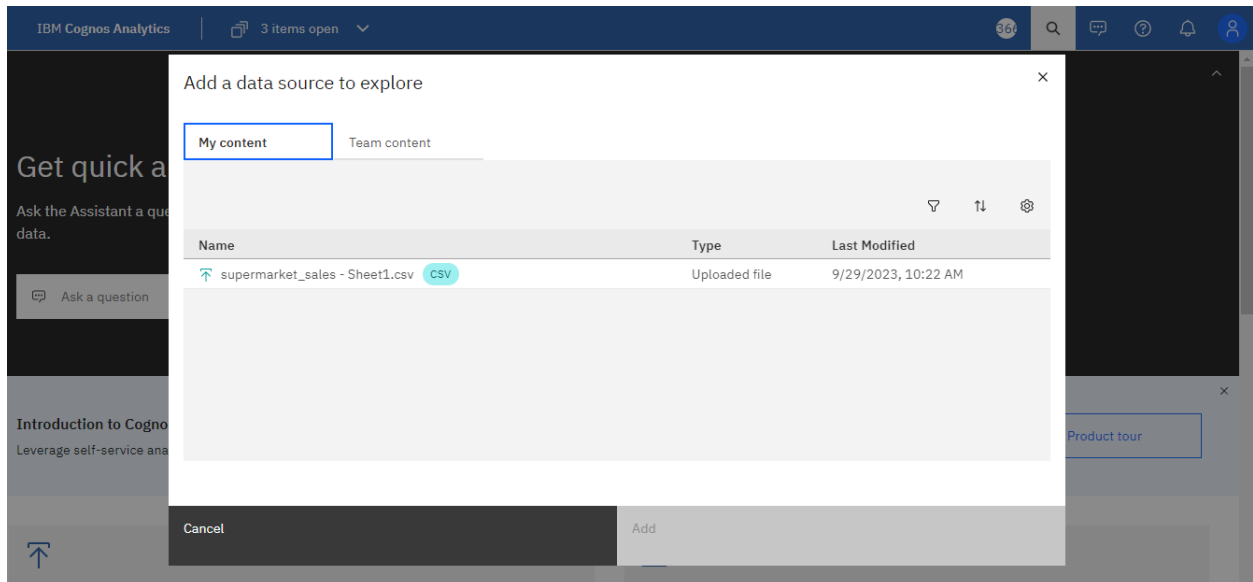 IBM Cognos Analytics
3 items open
366
Add a data source to explore
My content
Team content
Get quick a
Ask the Assistant a que
data.
Name
Type
Last Modified
supermarket_sales - Sheet1.csv
CSV
Uploaded file
9/29/2023, 10:22 AM
Ask a question
Introduction to Cogno
Leverage self-service ana
Product tour
Cancel
Add